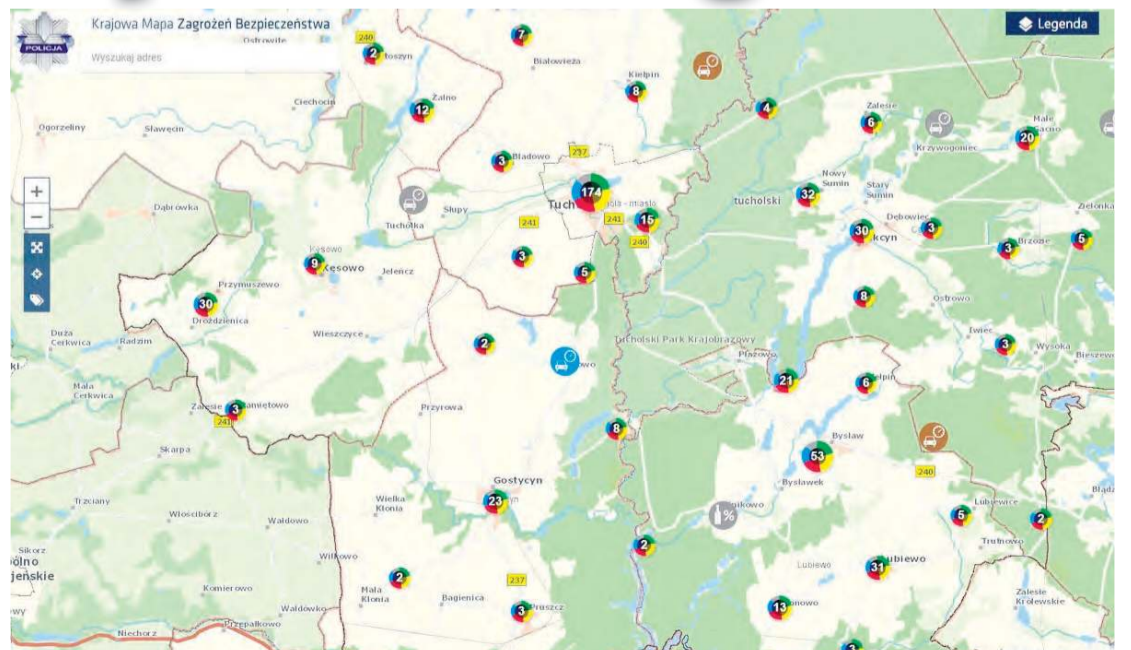 Krajowa Mapa Zagrożeń Bezpieczeństwa
POLICJA
Wyszukaj adres
Legenda
Ostrowite
240
2
toszyn
7
Białowieża
Kiełpin
8
Ciechocin
12
Żalno
4
Zalesie
6
Małe
20
Krzywogoniec
Ogorzeliny
Sławęcin
3
Bladowo
237
174
Tuch
15
241
240
tucholski
Nowy
Sumin
32
Stary
Sumin
Dąbrówka
Tucholka
Słupy
241
Dębowiec
30
kcyn
3
3
Brzozie
5
Zielonka
+
−
Kęsowo
9
Kęsowo
Jeleńcz
3
5
Przymuszewo
30
Drożdzienica
8
Ostrowo
Duża
Cerkwica
Radzim
Wieszczyce
2
Tucholski Park Krajobrazowy
Płazowo
Iwiec
3
Wysoka
21
6
Mała
Cerkwica
3
241
Przyrowa
8
Skarpa
Bysław
53
Bysławek
240
Gostycyn
23
Trzciany
Włościbórz
Wałdowo
Wielka
Klonia
%
5
Lubiewice
2
Trutnowo
Sikorz
Wilkowo
2
2
Mała
Klonia
237
Lubiewo
31
ubiewo
Komierowo
Wałdówko
Bagienica
3
Pruszcz
13
Zalesie
Królewskie
Niechorz
Przepałkowo